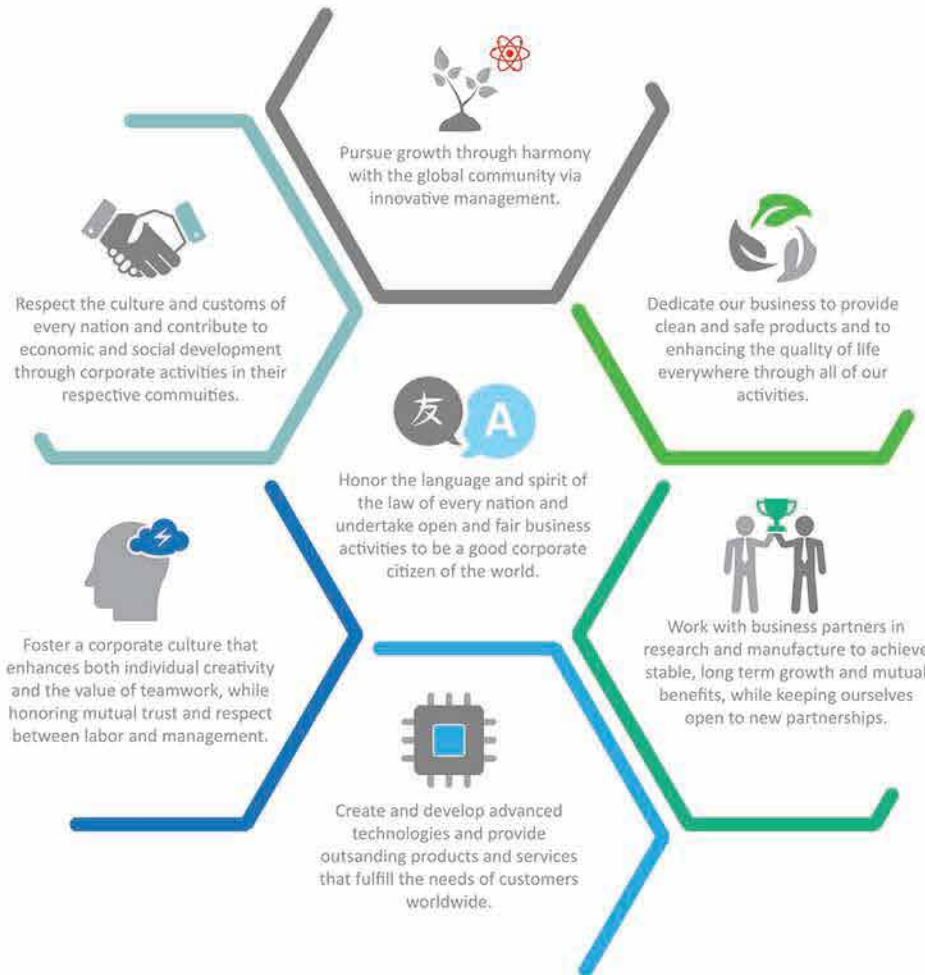 Pursue growth through harmony
with the global community via
innovative management.
Respect the culture and customs of
every nation and contribute to
economic and social development
through corporate activities in their
respective commuities.
Dedicate our business to provide
clean and safe products and to
enhancing the quality of life
everywhere through all of our
activities.
友
A
Honor the language and spirit of
the law of every nation and
undertake open and fair business
activities to be a good corporate
citizen of the world.
Foster a corporate culture that
enhances both individual creativity
and the value of teamwork, while
honoring mutual trust and respect
between labor and management.
Work with business partners in
research and manufacture to achieve
stable, long term growth and mutual
benefits, while keeping ourselves
open to new partnerships.
Create and develop advanced
technologies and provide
outsanding products and services
that fulfill the needs of customers
worldwide.